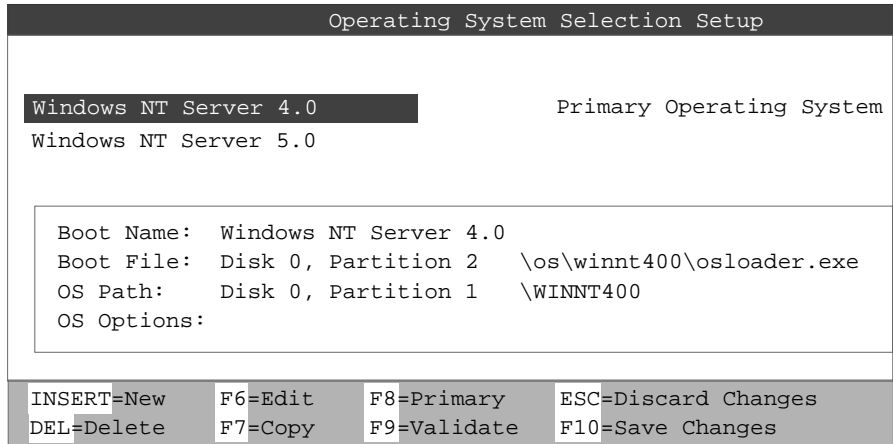 Operating System Selection Setup
Windows NT Server 4.0 Primary Operating System
Windows NT Server 5.0
Boot Name: Windows NT Server 4.0
Boot File: Disk 0, Partition 2 \os\winnt400\osloader.exe
OS Path: Disk 0, Partition 1 \WINNT400
OS Options:
INSERT=New F6=Edit F8=Primary ESC=Discard Changes
DEL=Delete F7=Copy F9=Validate F10=Save Changes